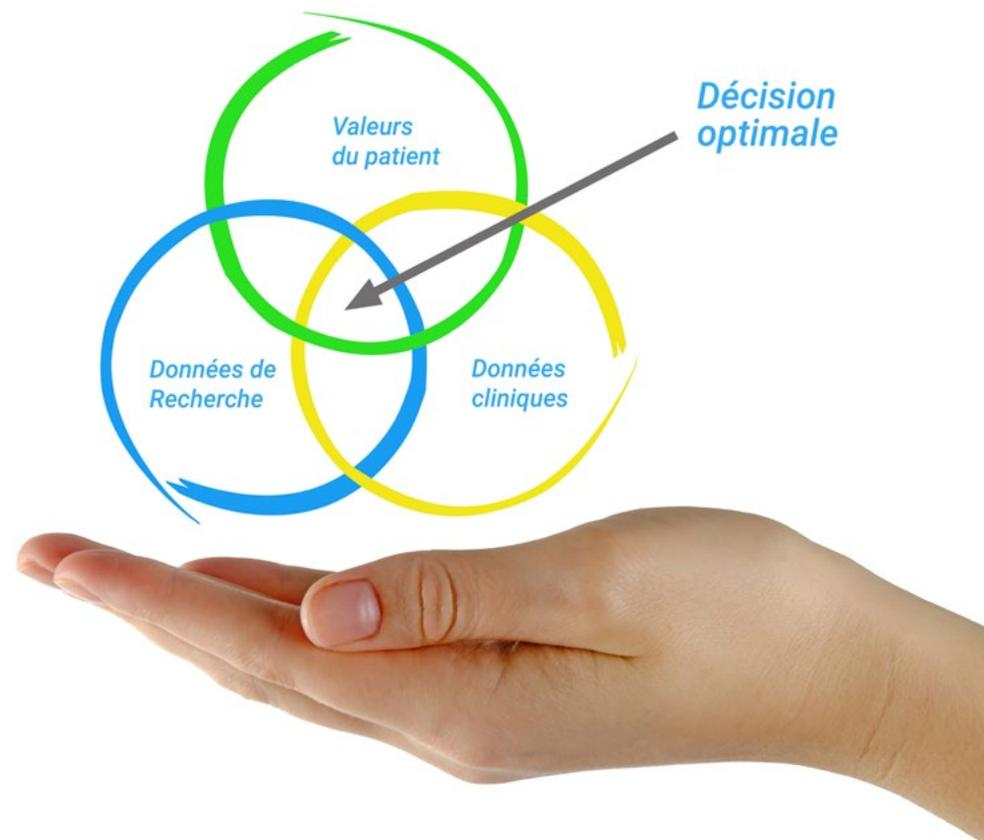 Valeurs
du patient
Décision
optimale
Données de
Recherche
Données
cliniques